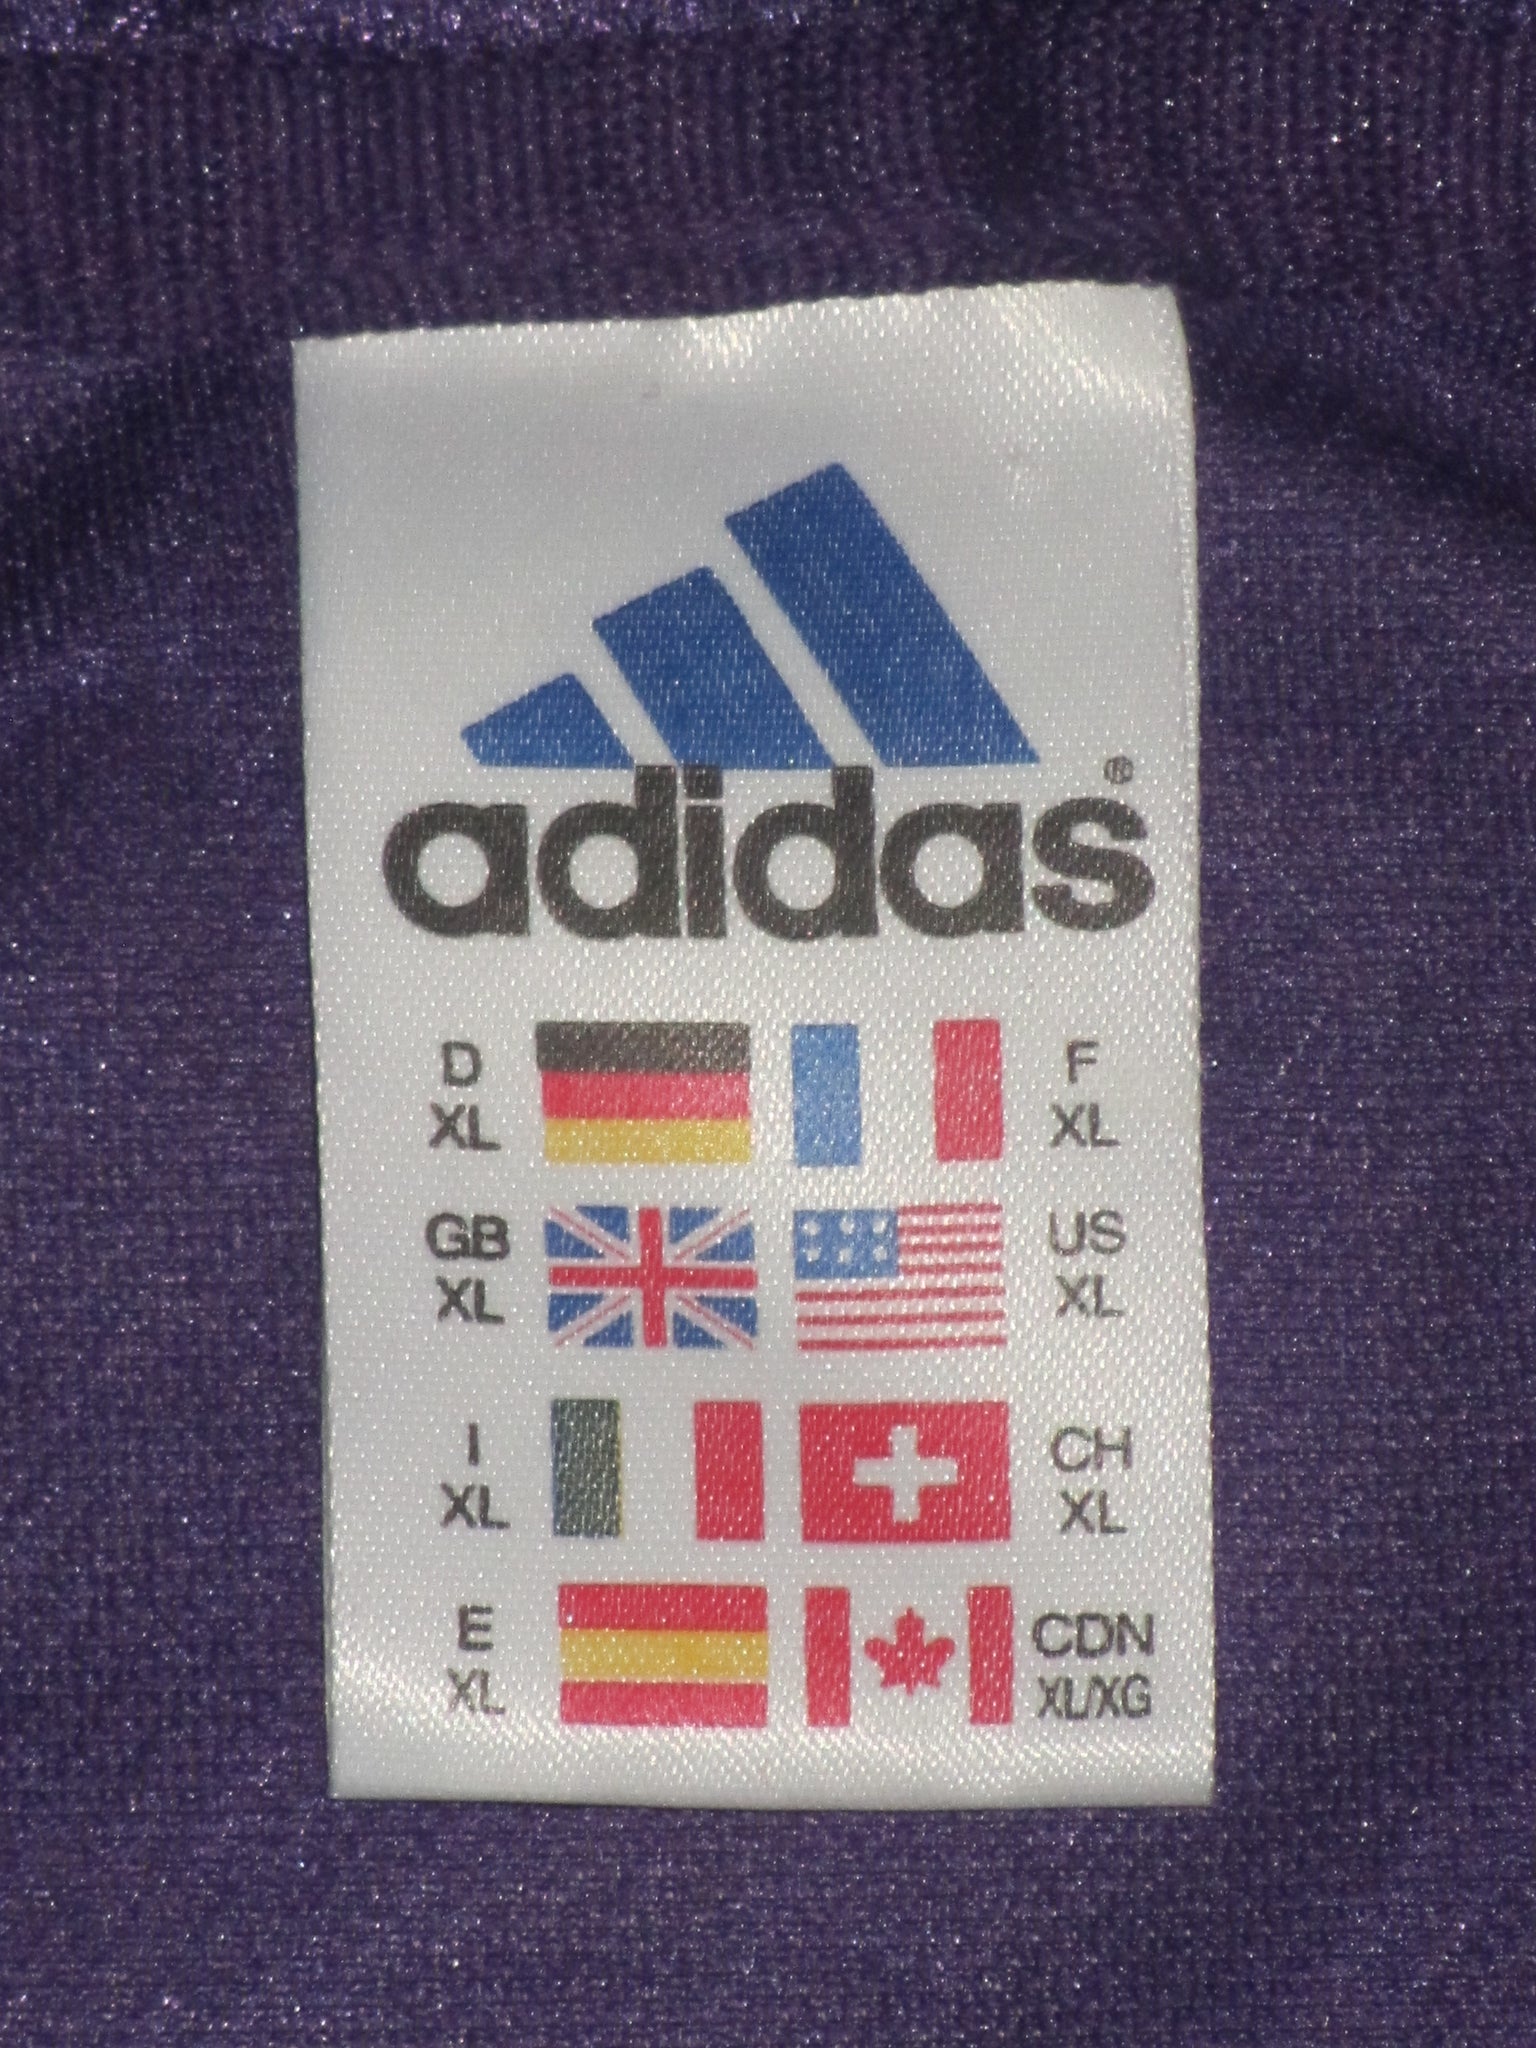 adidas®
D F
XL XL
GB US
XL XL
I CH
XL XL
E CDN
XL XL/XG